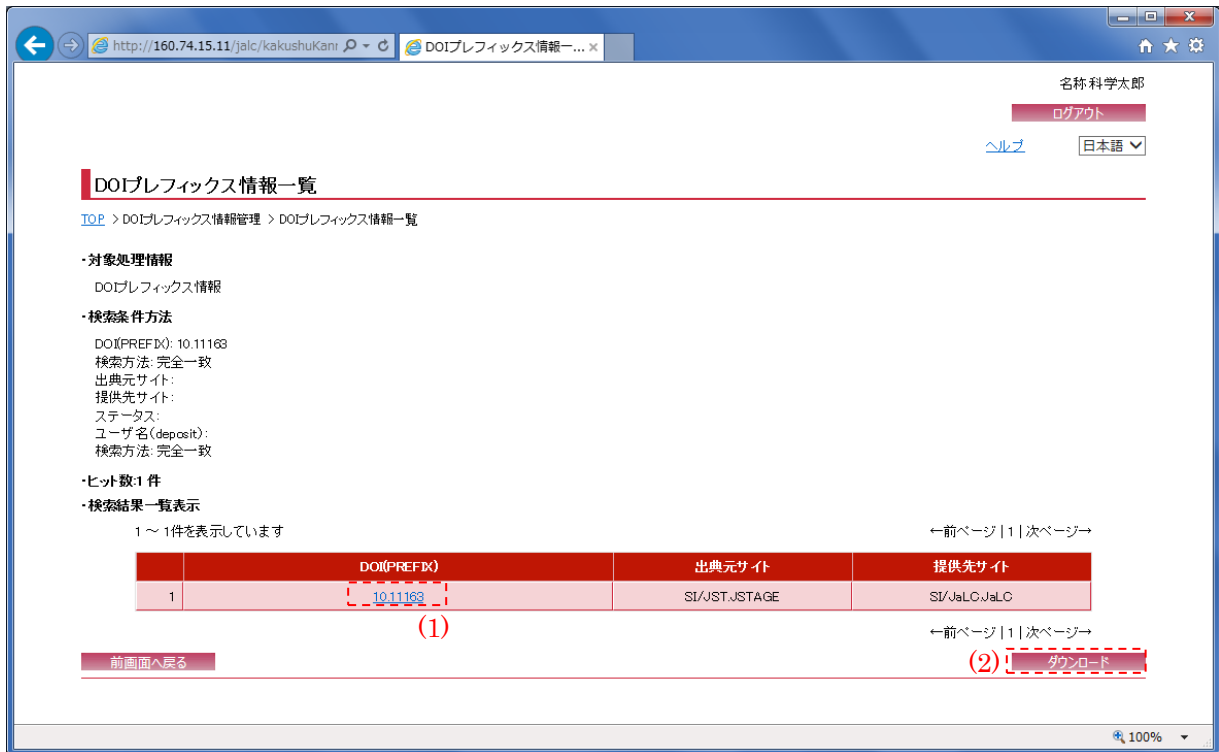 http://160.74.15.11/jalc/kakushuKanr
DOIプレフィックス情報一... ×
名称 科学太郎
ログアウト
ヘルプ 日本語
DOIプレフィックス情報一覧
TOP > DOIプレフィックス情報管理 > DOIプレフィックス情報一覧
・対象処理情報
DOIプレフィックス情報
・検索条件方法
DOI(PREFIX): 10.11163
検索方法: 完全一致
出典元サイト:
提供先サイト:
ステータス:
ユーザ名(deposit):
検索方法: 完全一致
・ヒット数:1 件
・検索結果一覧表示
1 ~ 1件を表示しています ←前ページ | 1 | 次ページ→
DOI(PREFIX) 出典元サイト 提供先サイト
1 10.11163 SI/JST.JSTAGE SI/JaLC.JaLC
(1)
←前ページ | 1 | 次ページ→
前画面へ戻る (2) ダウンロード
100%